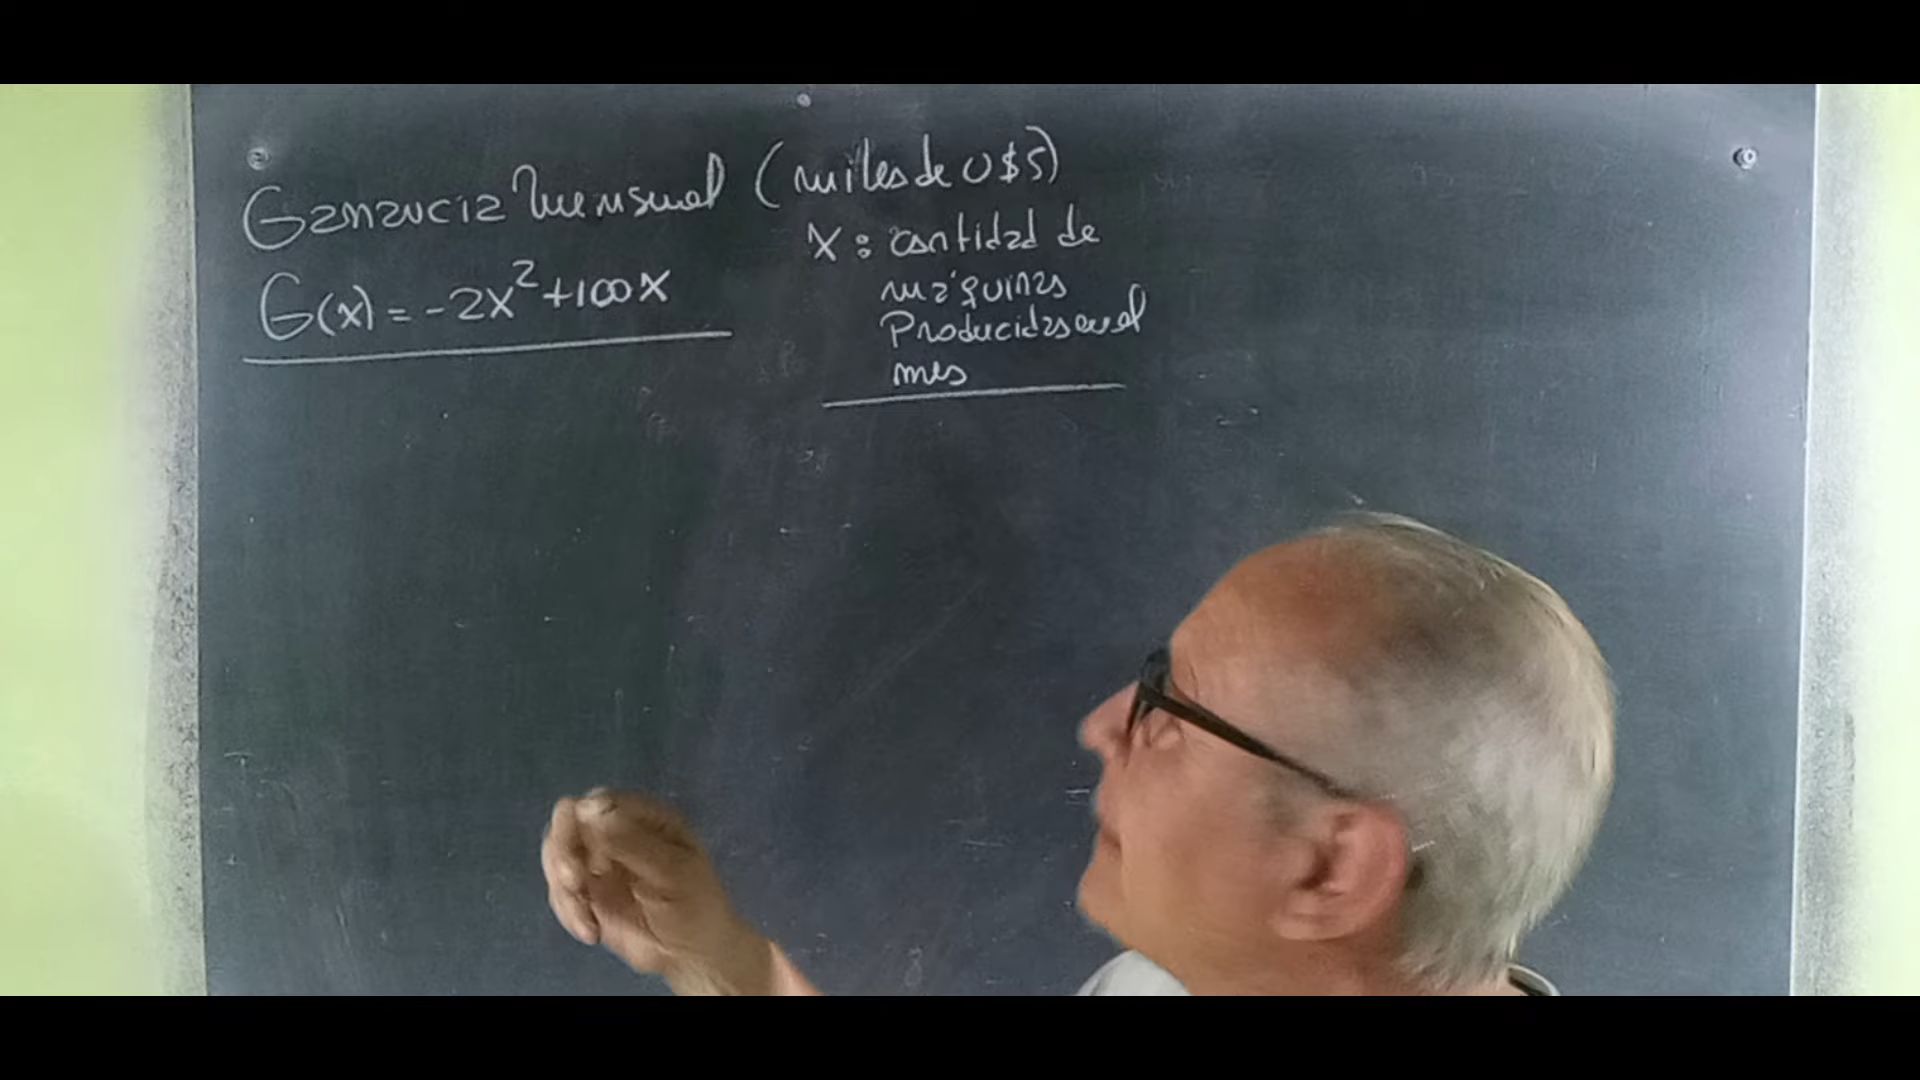 Ganancia mensual (miles de U$S)
G(x) = -2x²+100x
x : cantidad de
máquinas
Producidas en el
mes